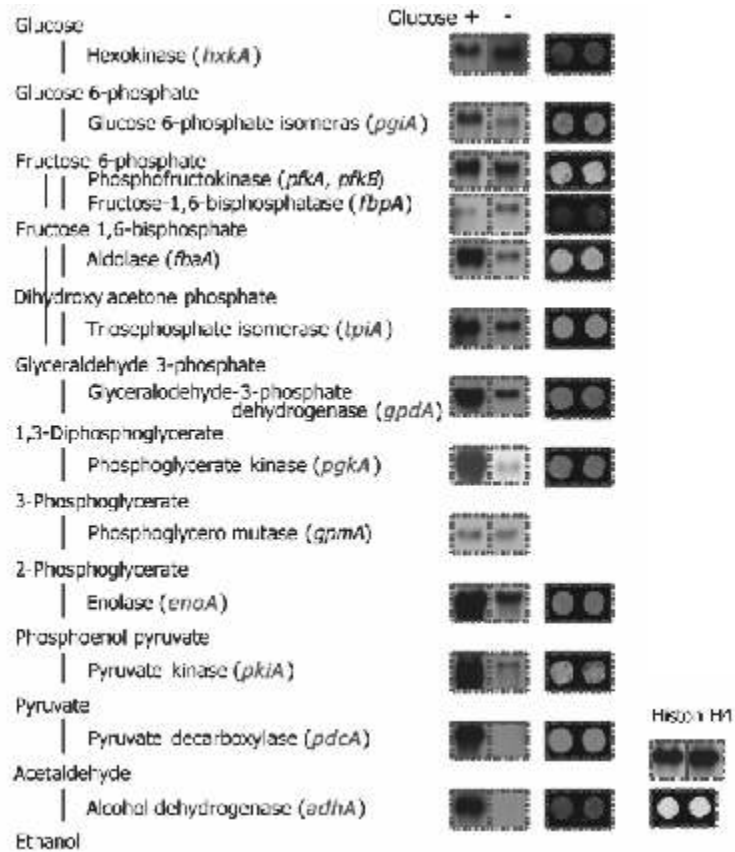 Glucose + -
Glucose
Hexokinase (hxkA)
Glucose 6-phosphate
Glucose 6-phosphate isomeras (pgiA)
Fructose 6-phosphate
Phosphofructokinase (pfkA, pfkB)
Fructose-1,6-bisphosphatase (fbpA)
Fructose 1,6-bisphosphate
Aldolase (fbaA)
Dihydroxy acetone phosphate
Triosephosphate isomerase (tpiA)
Glyceraldehyde 3-phosphate
Glyceralodehyde-3-phosphate
dehydrogenase (gpdA)
1,3-Diphosphoglycerate
Phosphoglycerate kinase (pgkA)
3-Phosphoglycerate
Phosphoglycero mutase (gpmA)
2-Phosphoglycerate
Enolase (enoA)
Phosphoenol pyruvate
Pyruvate kinase (pkiA)
Pyruvate
Histon H4
Pyruvate decarboxylase (pdcA)
Acetaldehyde
Alcohol dehydrogenase (adhA)
Ethanol